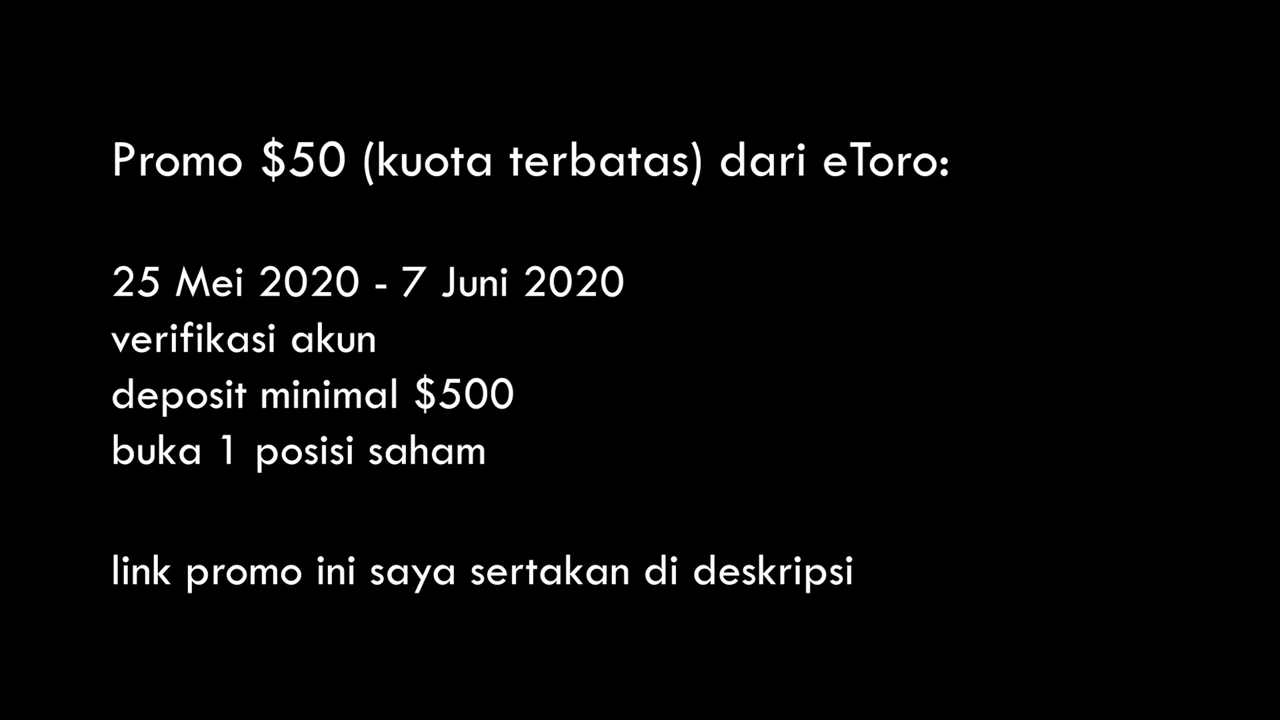 Promo $50 (kuota terbatas) dari eToro:
25 Mei 2020 - 7 Juni 2020
verifikasi akun
deposit minimal $500
buka 1 posisi saham
link promo ini saya sertakan di deskripsi